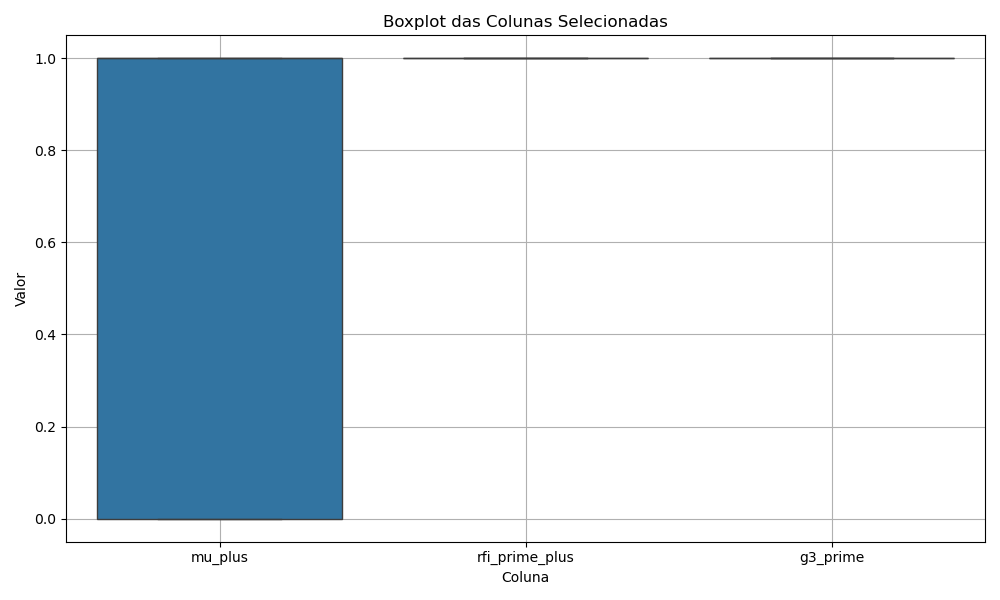 Boxplot das Colunas Selecionadas
1.0
0.8
0.6
0.4
0.2
0.0
Valor
mu_plus
rfi_prime_plus
g3_prime
Coluna